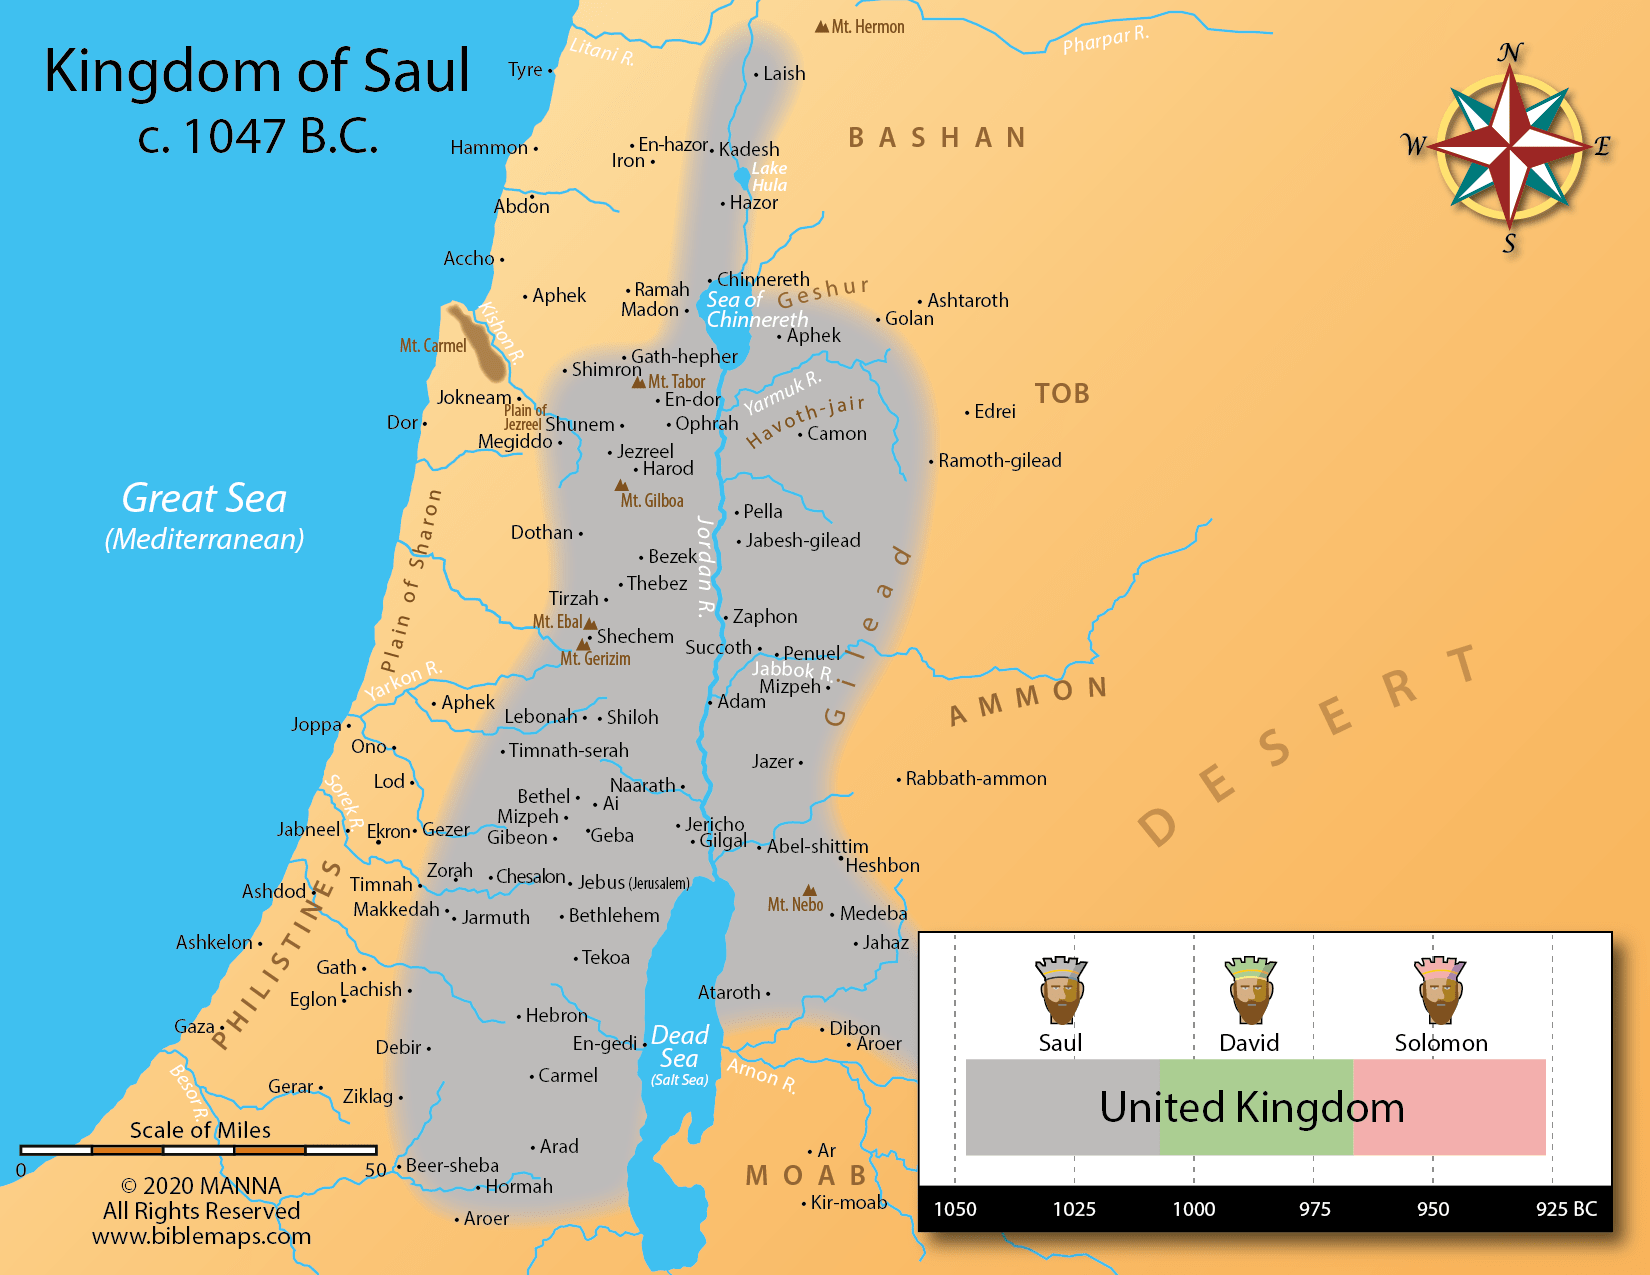 Kingdom of Saul
c. 1047 B.C.
Mt. Hermon
Litani R.
Pharpar R.
Tyre
Laish
N
W
E
S
BASHAN
Hammon
En-hazor
Kadesh
Iron
Lake
Hula
Abdon
Hazor
Accho
Chinnereth
Geshur
Aphek
Ramah
Madon
Sea of
Chinnereth
Ashtaroth
Golan
Kishon R.
Aphek
Mt. Carmel
Gath-hepher
Shimron
Mt. Tabor
Yarmuk R.
TOB
Jokneam
En-dor
Havoth-jair
Plain of
Jezreel
Edrei
Dor
Shunem
Ophrah
Camon
Megiddo
Jezreel
Harod
Ramoth-gilead
Mt. Gilboa
Great Sea
(Mediterranean)
Plain of Sharon
Pella
Dothan
Jordan R.
Jabesh-gilead
Bezek
Gilead
Thebez
Tirzah
Mt. Ebal
Zaphon
Shechem
Mt. Gerizim
Succoth
Penuel
Jabbok R.
Mizpeh
Yarkon R.
AMMON
DESERT
Aphek
Adam
Lebonah
Shiloh
Joppa
Ono
Timnath-serah
Jazer
Lod
Naarath
Rabbath-ammon
Sorek R.
Bethel
Ai
Mizpeh
Jabneel
Ekron
Gezer
Gibeon
Geba
Jericho
Gilgal
Abel-shittim
Heshbon
Zorah
Chesalon
Jebus (Jerusalem)
Timnah
Ashdod
PHILISTINES
Mt. Nebo
Makkedah
Jarmuth
Bethlehem
Medeba
Ashkelon
Jahaz
Tekoa
Gath
Lachish
Eglon
Ataroth
Gaza
Hebron
Dibon
En-gedi
Dead
Sea
(Salt Sea)
Aroer
Debir
Arnon R.
Besor R.
Gerar
Ziklag
Carmel
Scale of Miles
0
50
Arad
Ar
Beer-sheba
MOAB
Hormah
Kir-moab
Aroer
© 2020 MANNA
All Rights Reserved
www.biblemaps.com
Saul
David
Solomon
United Kingdom
1050
1025
1000
975
950
925 BC